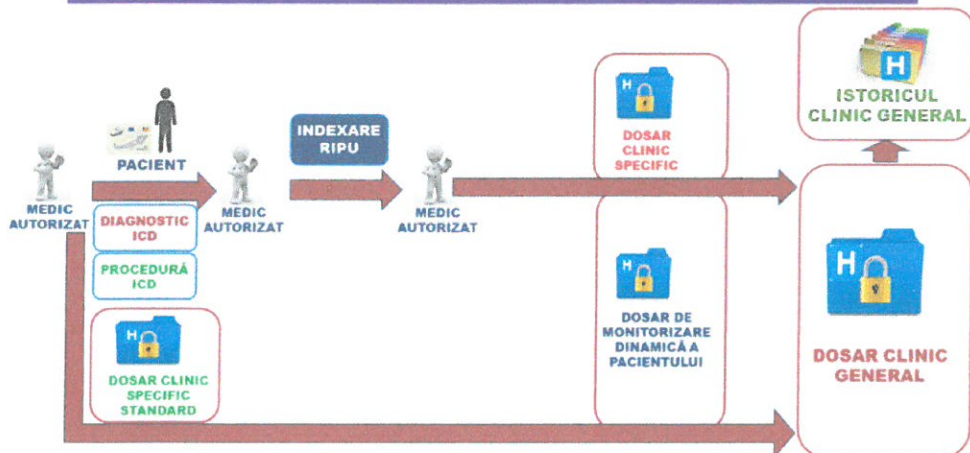 PACIENT
MEDIC
AUTORIZAT
DIAGNOSTIC
ICD
PROCEDURĂ
ICD
H
DOSAR CLINIC
SPECIFIC
STANDARD
MEDIC
AUTORIZAT
INDEXARE
RIPU
MEDIC
AUTORIZAT
H
DOSAR
CLINIC
SPECIFIC
H
DOSAR DE
MONITORIZARE
DINAMICĂ A
PACIENTULUI
H
ISTORICUL
CLINIC GENERAL
H
DOSAR CLINIC
GENERAL